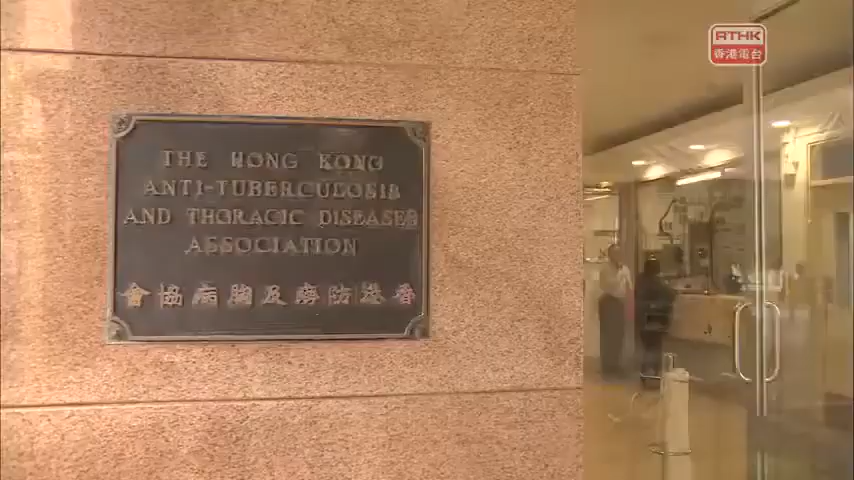 RTHK
香港電台
THE HONG KONG
ANTI-TUBERCULOSIS
AND THORACIC DISEASES
ASSOCIATION
香港防癆及胸病協會